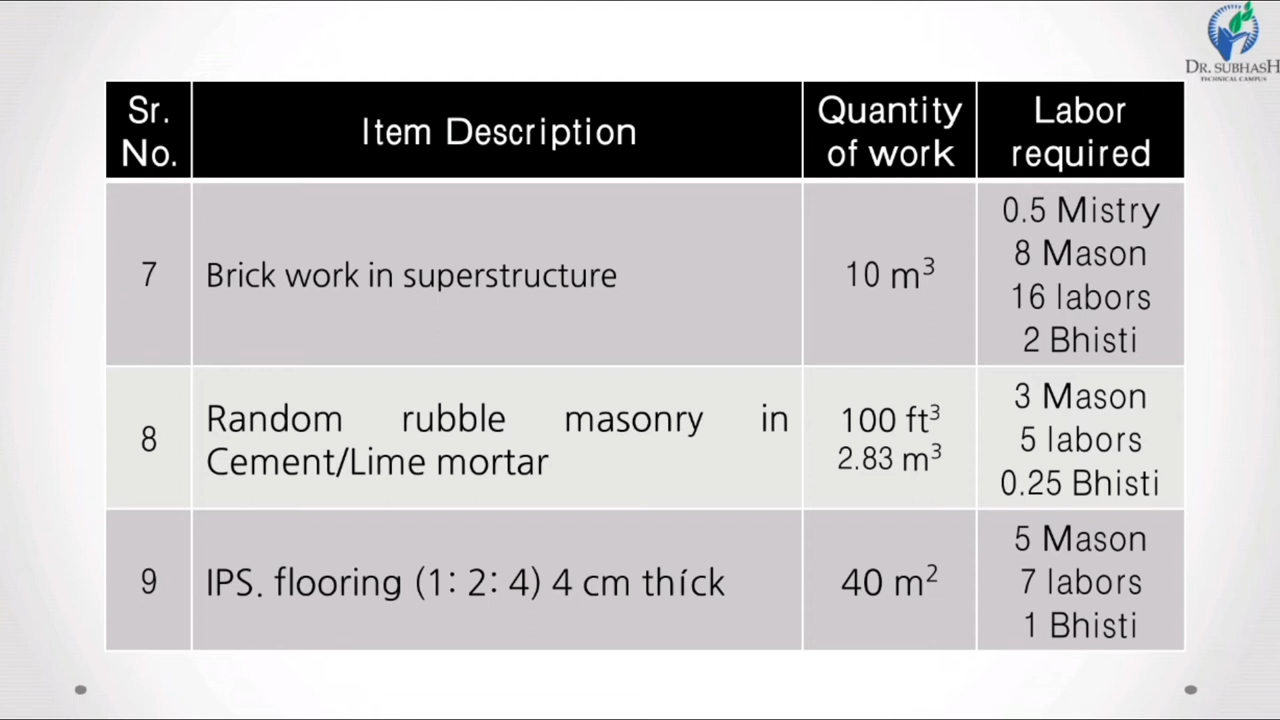 DR. SUBHASH
TECHNICAL CAMPUS
Sr. No.
Item Description
Quantity of work
Labor required
7
Brick work in superstructure
10 m³
0.5 Mistry
8 Mason
16 labors
2 Bhisti
8
Random rubble masonry in
Cement/Lime mortar
100 ft³
2.83 m³
3 Mason
5 labors
0.25 Bhisti
9
IPS. flooring (1: 2: 4) 4 cm thíck
40 m²
5 Mason
7 labors
1 Bhisti